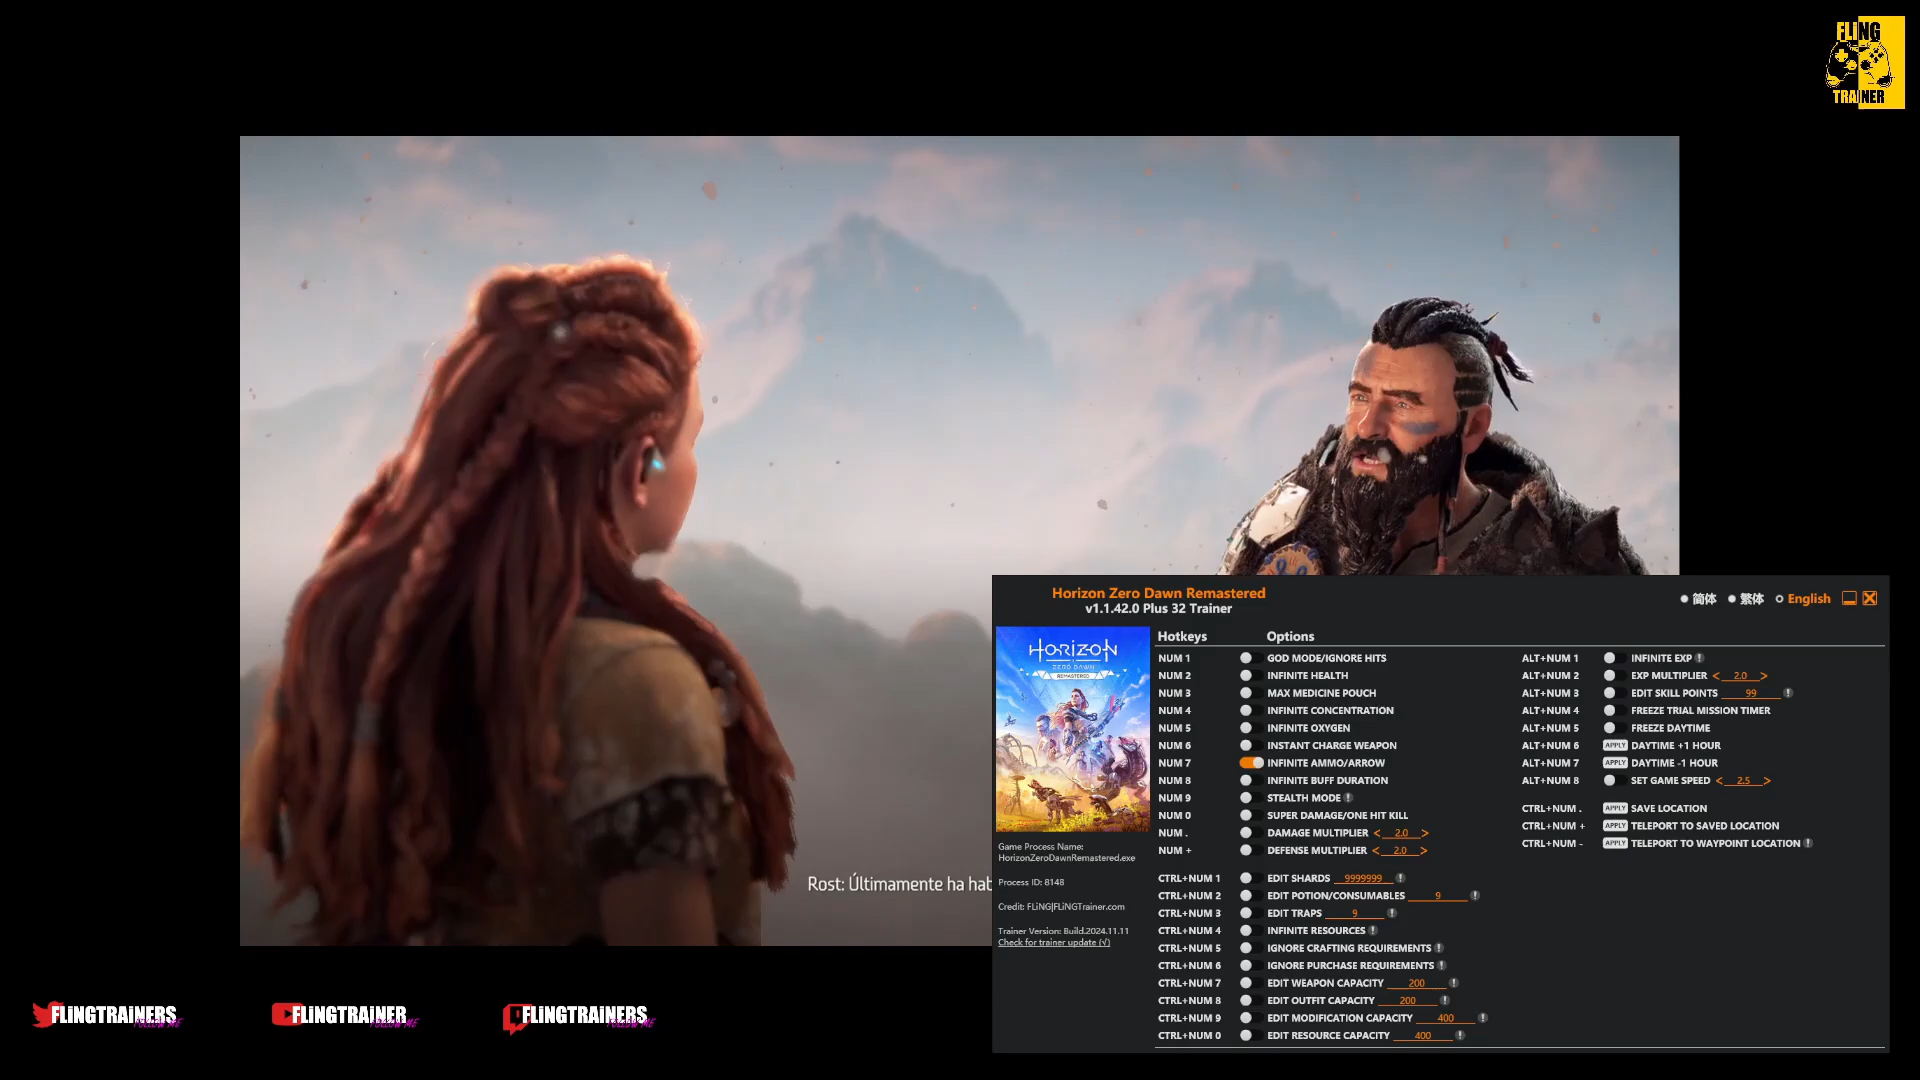 FLiNG
TRAINER
Horizon Zero Dawn Remastered
v1.1.42.0 Plus 32 Trainer
简体
繁体
English
HORIZON
ZERO DAWN
REMASTERED
Hotkeys
Options
NUM 1 GOD MODE/IGNORE HITS
NUM 2 INFINITE HEALTH
NUM 3 MAX MEDICINE POUCH
NUM 4 INFINITE CONCENTRATION
NUM 5 INFINITE OXYGEN
NUM 6 INSTANT CHARGE WEAPON
NUM 7 INFINITE AMMO/ARROW
NUM 8 INFINITE BUFF DURATION
NUM 9 STEALTH MODE !
NUM 0 SUPER DAMAGE/ONE HIT KILL
NUM . DAMAGE MULTIPLIER < 2.0 >
NUM + DEFENSE MULTIPLIER < 2.0 >
CTRL+NUM 1 EDIT SHARDS 9999999 !
CTRL+NUM 2 EDIT POTION/CONSUMABLES 9 !
CTRL+NUM 3 EDIT TRAPS 9 !
CTRL+NUM 4 INFINITE RESOURCES !
CTRL+NUM 5 IGNORE CRAFTING REQUIREMENTS !
CTRL+NUM 6 IGNORE PURCHASE REQUIREMENTS !
CTRL+NUM 7 EDIT WEAPON CAPACITY 200 !
CTRL+NUM 8 EDIT OUTFIT CAPACITY 200 !
CTRL+NUM 9 EDIT MODIFICATION CAPACITY 400 !
CTRL+NUM 0 EDIT RESOURCE CAPACITY 400 !
ALT+NUM 1 INFINITE EXP !
ALT+NUM 2 EXP MULTIPLIER < 2.0 >
ALT+NUM 3 EDIT SKILL POINTS 99 !
ALT+NUM 4 FREEZE TRIAL MISSION TIMER
ALT+NUM 5 FREEZE DAYTIME
ALT+NUM 6 APPLY DAYTIME +1 HOUR
ALT+NUM 7 APPLY DAYTIME -1 HOUR
ALT+NUM 8 SET GAME SPEED < 2.5 >
CTRL+NUM . APPLY SAVE LOCATION
CTRL+NUM + APPLY TELEPORT TO SAVED LOCATION
CTRL+NUM - APPLY TELEPORT TO WAYPOINT LOCATION !
Game Process Name:
HorizonZeroDawnRemastered.exe
Process ID: 8148
Credit: FLiNG|FLiNGTrainer.com
Trainer Version: Build.2024.11.11
Check for trainer update (√)
Rost: Últimamente ha hab
FLiNGTRAiNERS
FOLLOW ME
FLiNGTRAiNER
FOLLOW ME
FLiNGTRAiNERS
FOLLOW ME